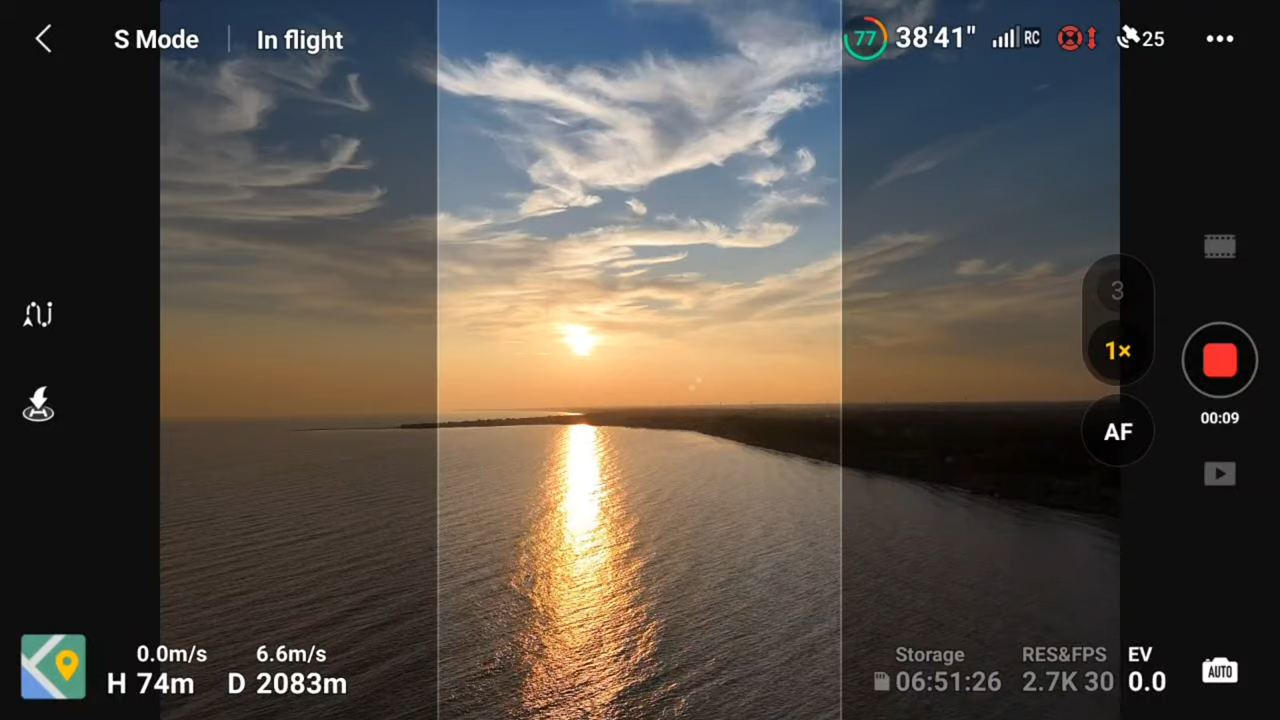 S Mode | In flight
77 38'41" RC 25
3
1×
AF
00:09
0.0m/s 6.6m/s
H 74m D 2083m
Storage RES&FPS EV
06:51:26 2.7K 30 0.0
AUTO